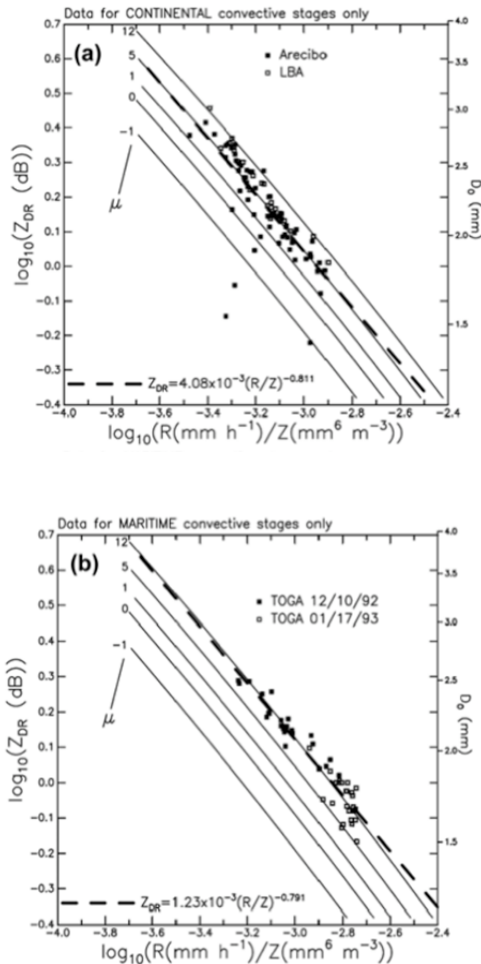 Data for CONTINENTAL convective stages only
(a)
Arecibo
LBA
log10(ZDR (dB))
0.7
0.6
0.5
0.4
0.3
0.2
0.1
0.0
−0.1
−0.2
−0.3
−0.4
12
5
1
0
−1
μ
4.0
3.5
3.0
2.5
2.0
1.5
D0 (mm)
ZDR=4.08x10⁻³(R/Z)⁻⁰·⁸¹¹
−4.0 −3.8 −3.6 −3.4 −3.2 −3.0 −2.8 −2.6 −2.4
log10(R(mm h⁻¹)/Z(mm⁶ m⁻³))
Data for MARITIME convective stages only
(b)
TOGA 12/10/92
TOGA 01/17/93
log10(ZDR (dB))
0.7
0.6
0.5
0.4
0.3
0.2
0.1
0.0
−0.1
−0.2
−0.3
−0.4
12
5
1
0
−1
μ
4.0
3.5
3.0
2.5
2.0
1.5
D0 (mm)
ZDR=1.23x10⁻³(R/Z)⁻⁰·⁷⁹¹
−4.0 −3.8 −3.6 −3.4 −3.2 −3.0 −2.8 −2.6 −2.4
log10(R(mm h⁻¹)/Z(mm⁶ m⁻³))